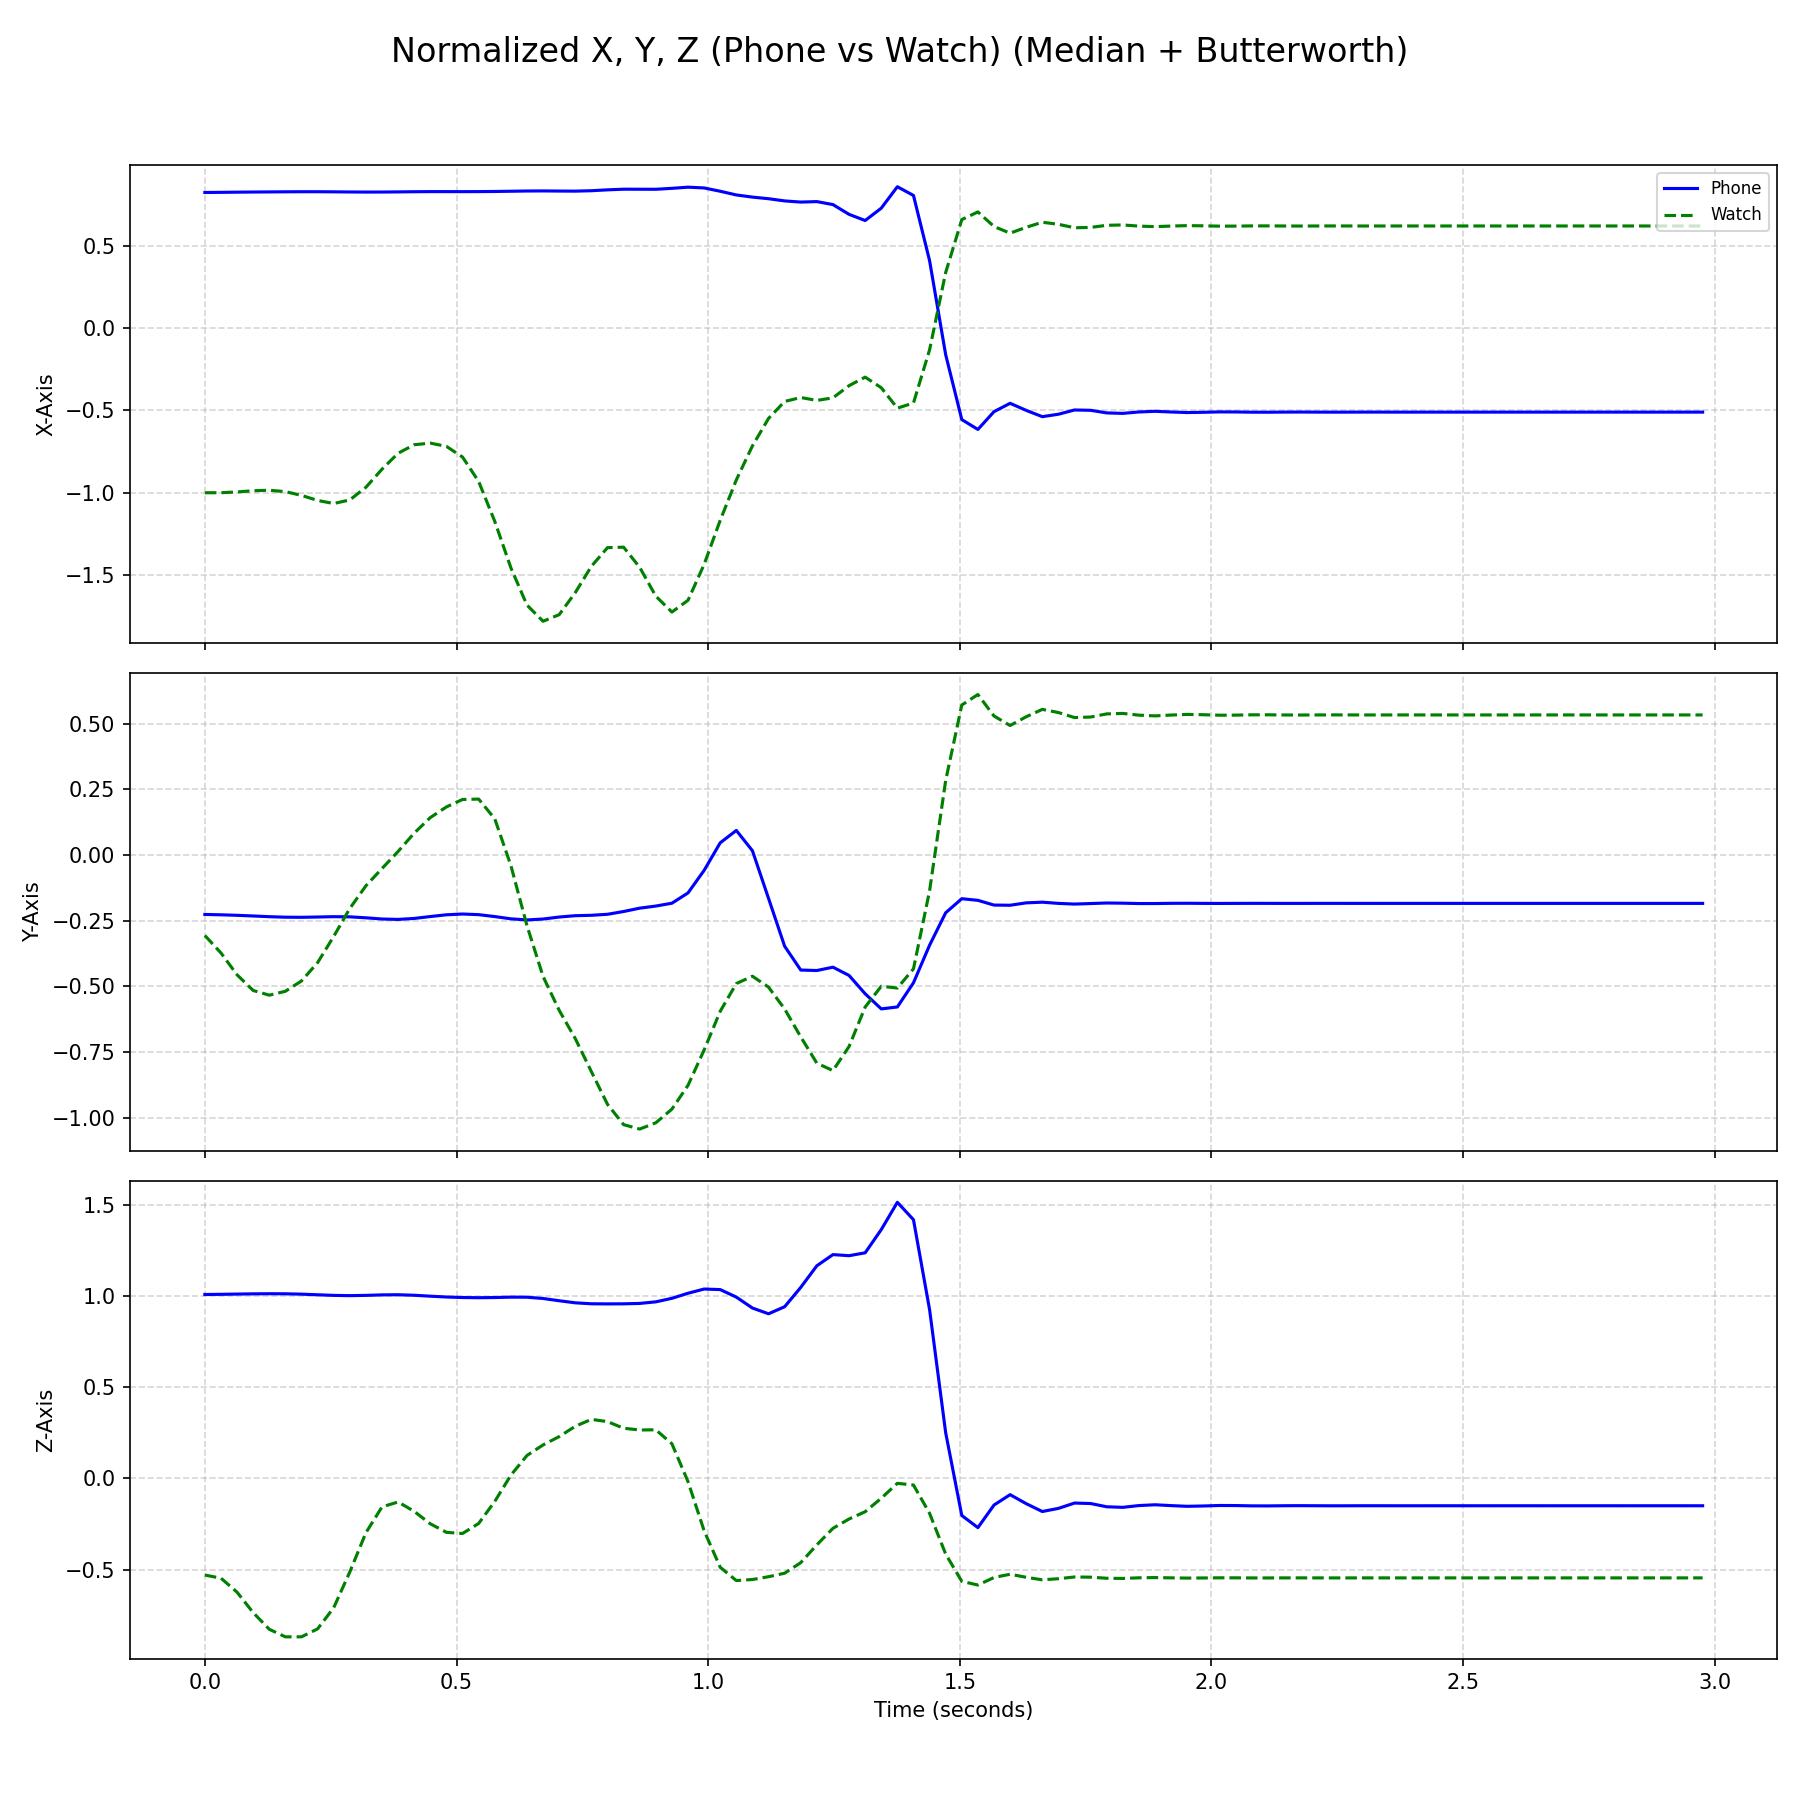 Normalized X, Y, Z (Phone vs Watch) (Median + Butterworth)
Phone
Watch
X-Axis
0.5
0.0
−0.5
−1.0
−1.5
Y-Axis
0.50
0.25
0.00
−0.25
−0.50
−0.75
−1.00
Z-Axis
1.5
1.0
0.5
0.0
−0.5
0.0 0.5 1.0 1.5 2.0 2.5 3.0
Time (seconds)